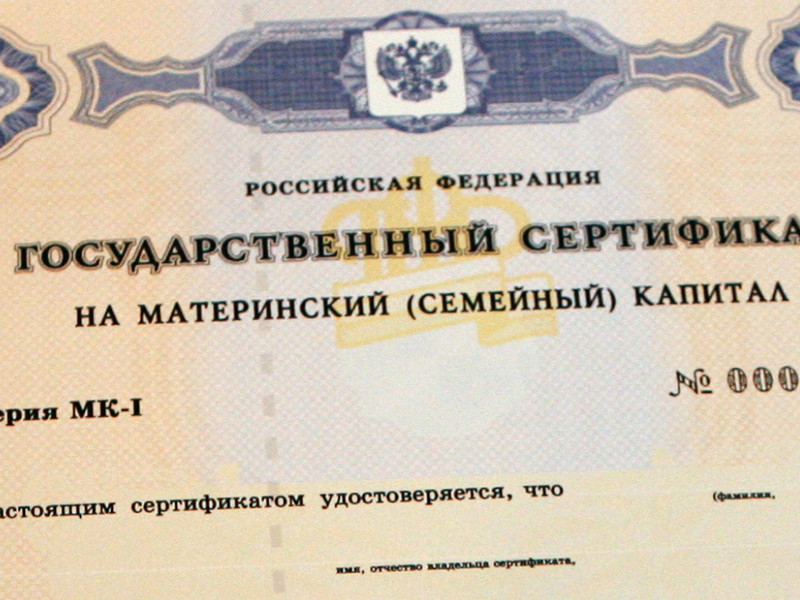 РОССИЙСКАЯ ФЕДЕРАЦИЯ
ГОСУДАРСТВЕННЫЙ СЕРТИФИКА
НА МАТЕРИНСКИЙ (СЕМЕЙНЫЙ) КАПИТАЛ
ерия МК-I № 000
астоящим сертификатом удостоверяется, что (фамилия,
имя, отчество владельца сертификата,